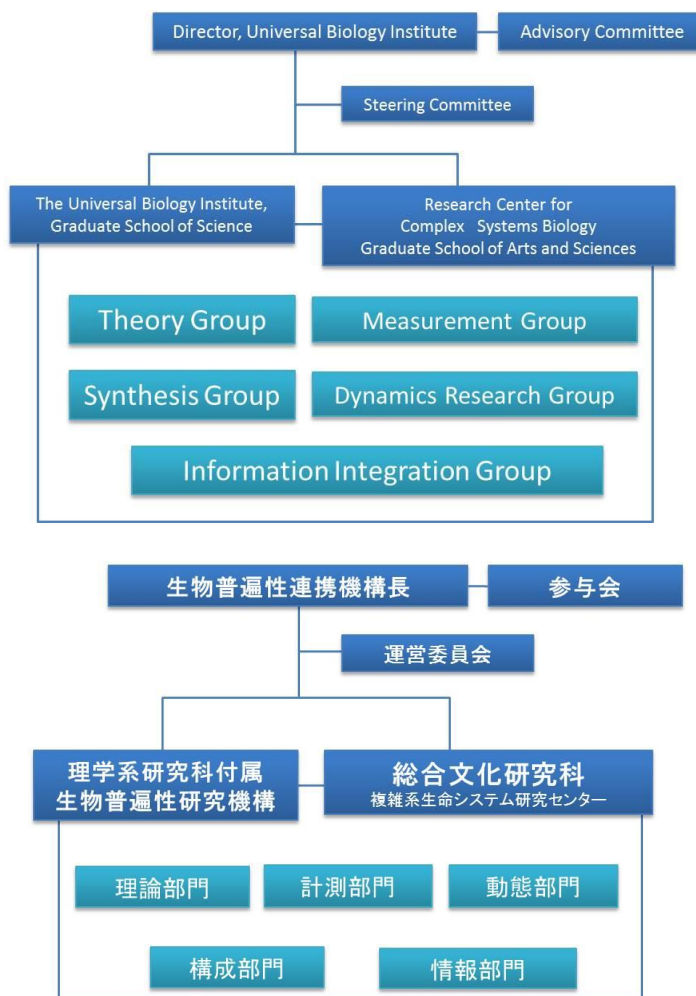 Director, Universal Biology Institute
Advisory Committee
Steering Committee
The Universal Biology Institute,
Graduate School of Science
Research Center for
Complex Systems Biology
Graduate School of Arts and Sciences
Theory Group
Measurement Group
Synthesis Group
Dynamics Research Group
Information Integration Group
生物普遍性連携機構長
参与会
運営委員会
理学系研究科付属
生物普遍性研究機構
総合文化研究科
複雑系生命システム研究センター
理論部門
計測部門
動態部門
構成部門
情報部門